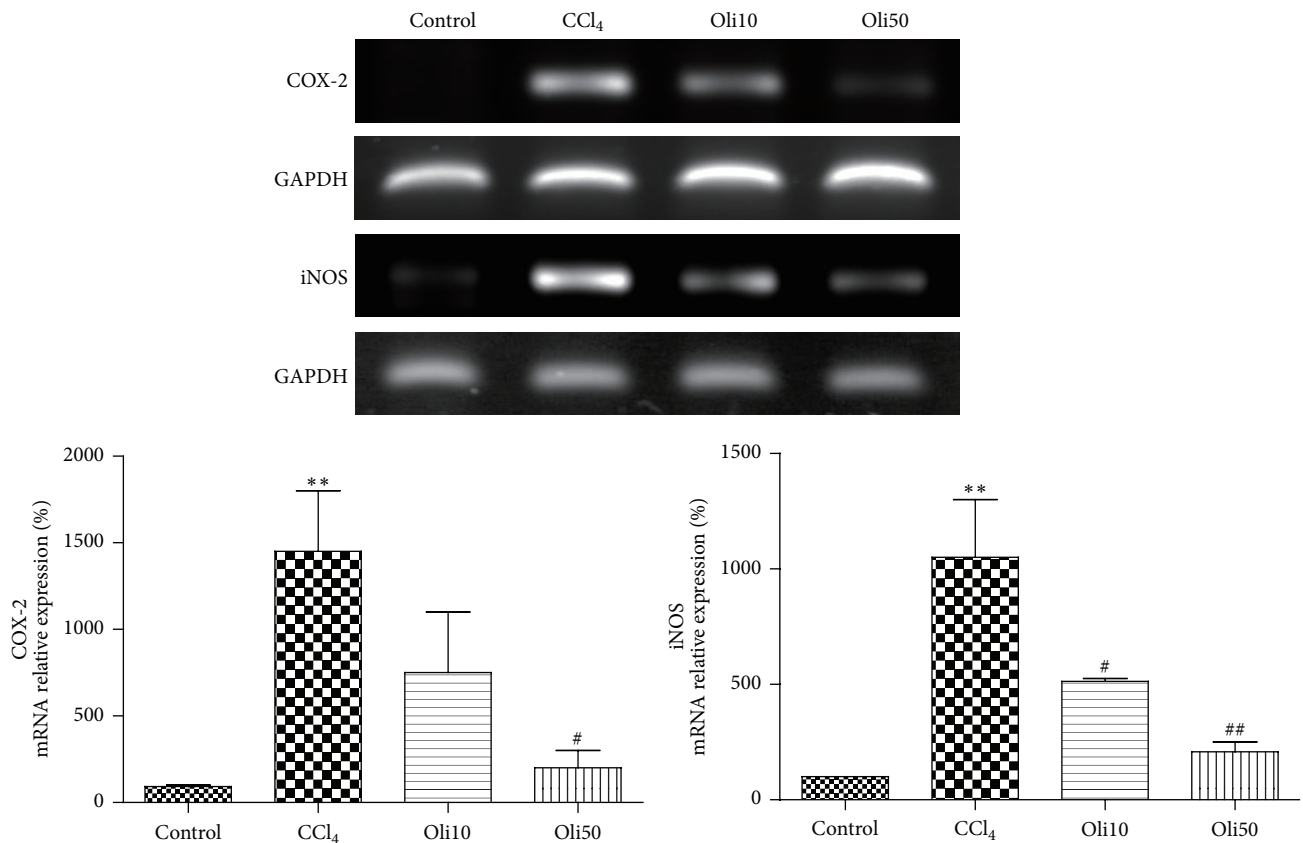 Control CCl₄ Oli10 Oli50
COX-2
GAPDH
iNOS
GAPDH
COX-2
mRNA relative expression (%)
2000
1500
1000
500
0
**
#
Control CCl₄ Oli10 Oli50
iNOS
mRNA relative expression (%)
1500
1000
500
0
**
#
##
Control CCl₄ Oli10 Oli50